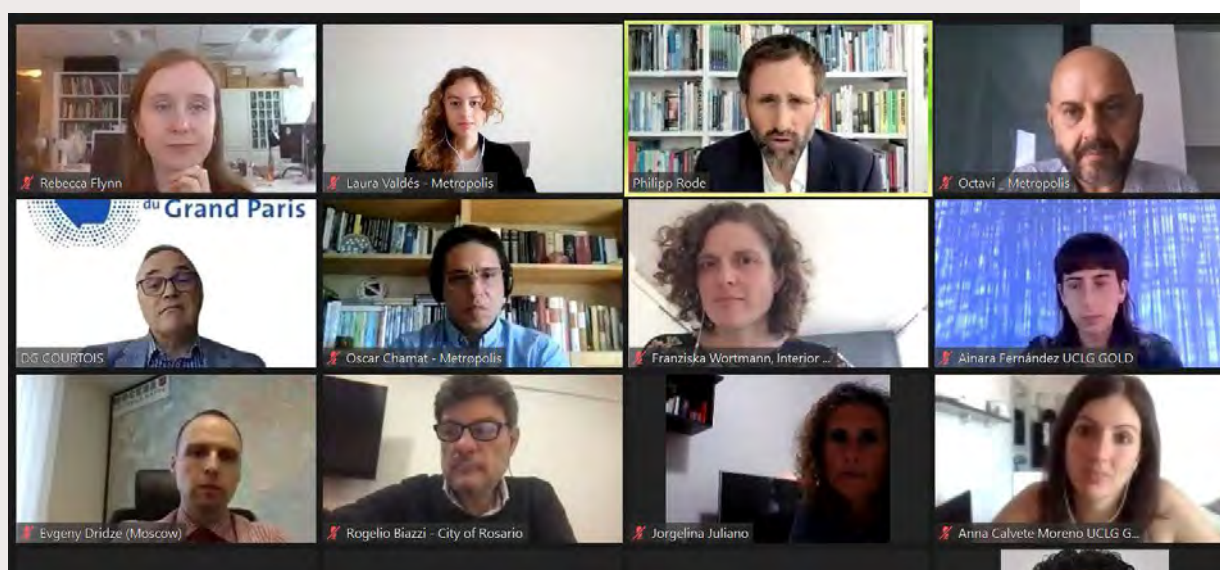 Rebecca Flynn
Laura Valdés - Metropolis
Philipp Rode
Octavi _ Metropolis
du Grand Paris
DG COURTOIS
Oscar Chamat - Metropolis
Franziska Wortmann, Interior ...
Ainara Fernández UCLG GOLD
Evgeny Dridze (Moscow)
Rogelio Biazzi - City of Rosario
Jorgelina Juliano
Anna Calvete Moreno UCLG G...